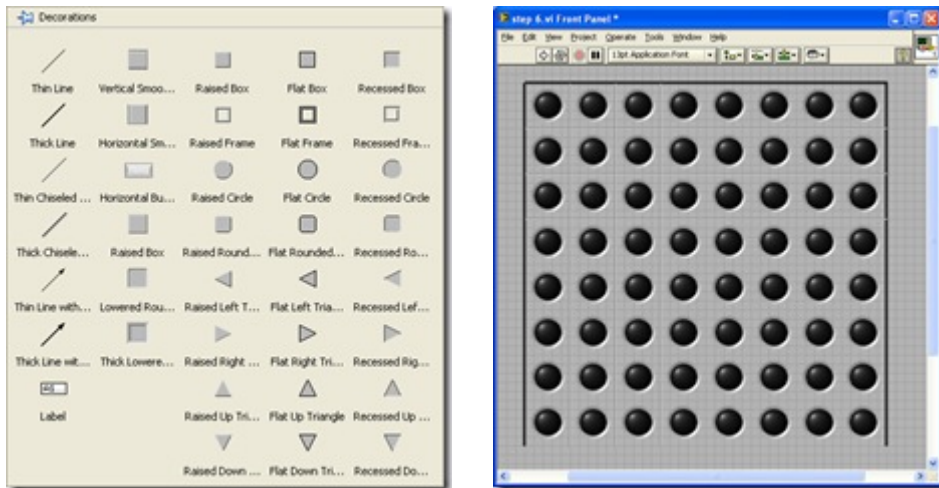 Decorations
Thin Line Vertical Smoo... Raised Box Flat Box Recessed Box
Thick Line Horizontal Sm... Raised Frame Flat Frame Recessed Fra...
Thin Chiseled ... Horizontal Bu... Raised Circle Flat Circle Recessed Circle
Thick Chisele... Raised Box Raised Round... Flat Rounded... Recessed Ro...
Thin Line with... Lowered Rou... Raised Left T... Flat Left Tria... Recessed Lef...
Thick Line wit... Thick Lowere... Raised Right ... Flat Right Tri... Recessed Rig...
Label Raised Up Tri... Flat Up Triangle Recessed Up ...
Raised Down ... Flat Down Tri... Recessed Do...
step 6.vi Front Panel *
File Edit View Project Operate Tools Window Help
13pt Application Font